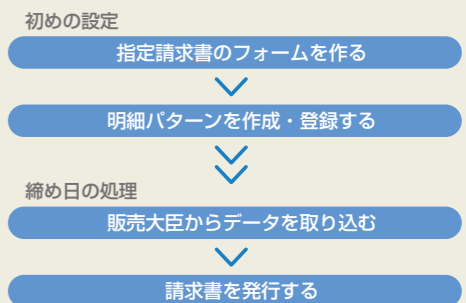 初めの設定
指定請求書のフォームを作る
明細パターンを作成・登録する
締め日の処理
販売大臣からデータを取り込む
請求書を発行する